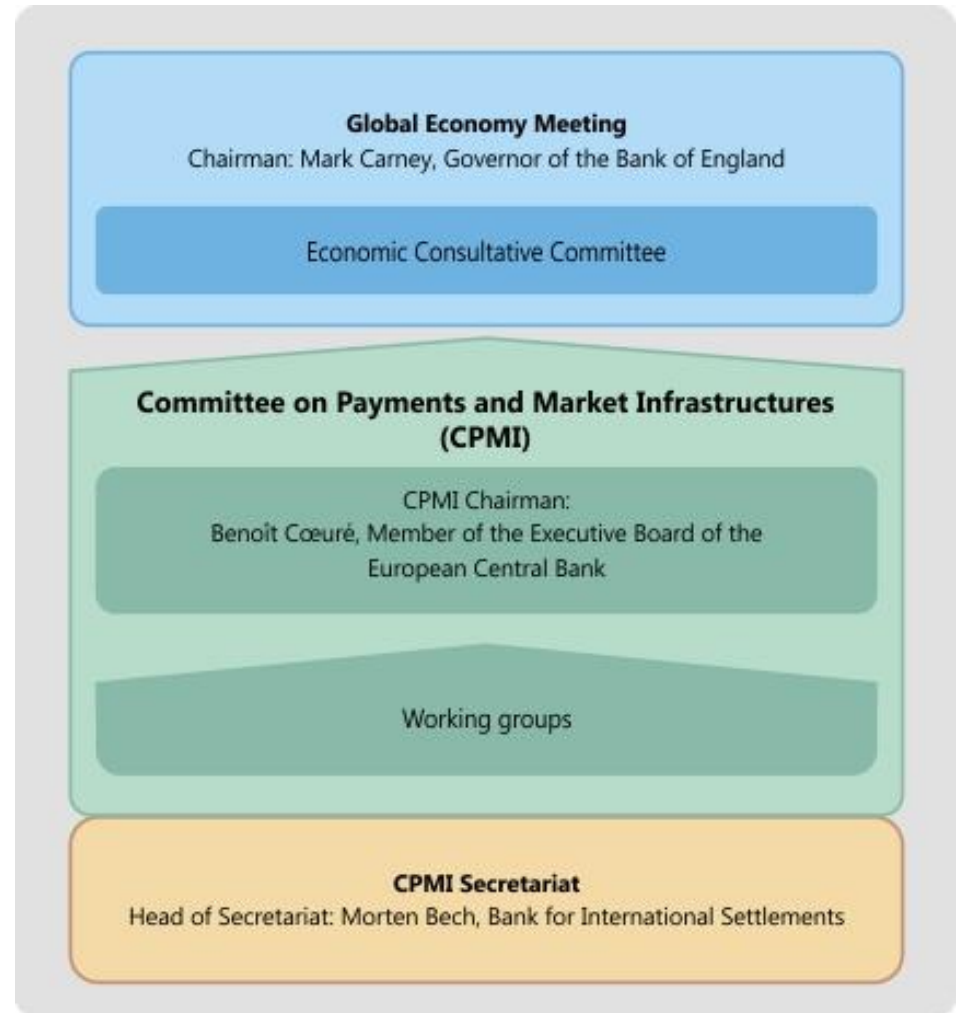 Global Economy Meeting
Chairman: Mark Carney, Governor of the Bank of England
Economic Consultative Committee
Committee on Payments and Market Infrastructures
(CPMI)
CPMI Chairman:
Benoît Cœuré, Member of the Executive Board of the
European Central Bank
Working groups
CPMI Secretariat
Head of Secretariat: Morten Bech, Bank for International Settlements